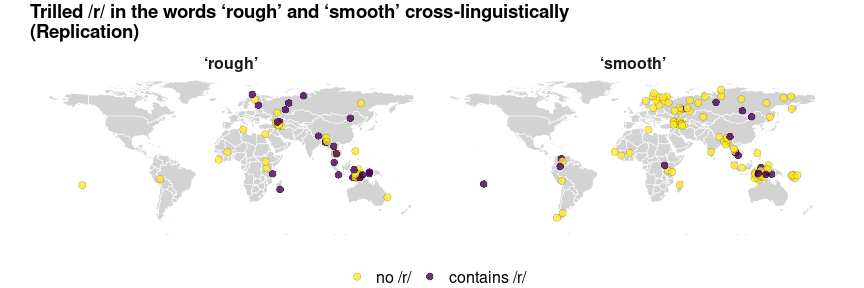 Trilled /r/ in the words ‘rough’ and ‘smooth’ cross-linguistically
(Replication)
‘rough’
‘smooth’
no /r/
contains /r/